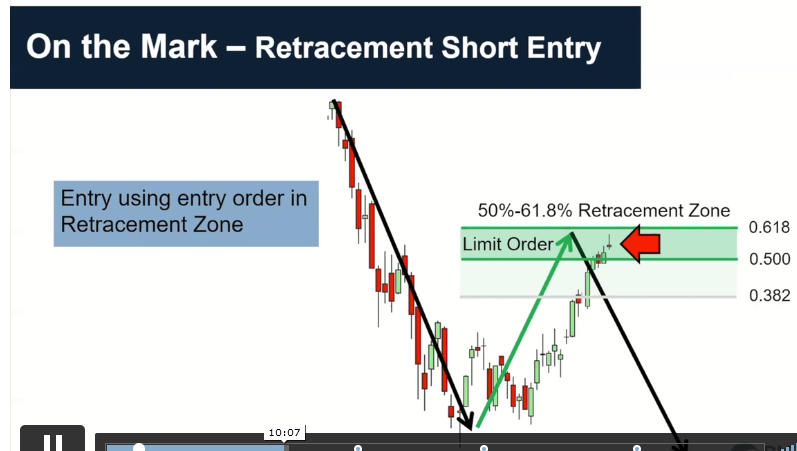 On the Mark – Retracement Short Entry
Entry using entry order in
Retracement Zone
50%-61.8% Retracement Zone
0.618
Limit Order
0.500
0.382
10:07